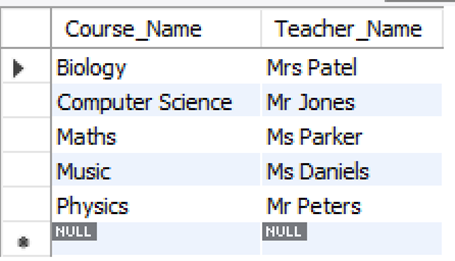 Course_Name Teacher_Name
Biology Mrs Patel
Computer Science Mr Jones
Maths Ms Parker
Music Ms Daniels
Physics Mr Peters
NULL NULL